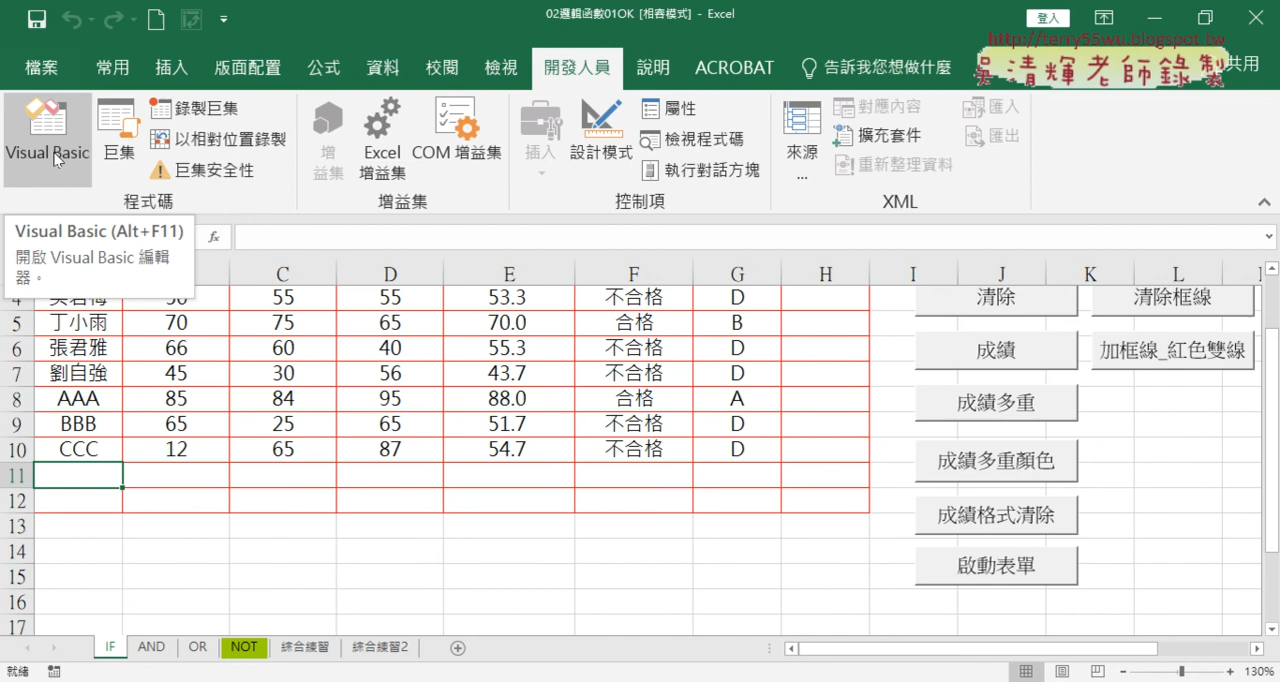 02邏輯函數01OK [相容模式] - Excel
登入
http://terry55wu.blogspot.tw
吳清輝老師錄製
檔案 常用 插入 版面配置 公式 資料 校閱 檢視 開發人員 說明 ACROBAT 告訴我您想做什麼 共用
Visual Basic
巨集
錄製巨集
以相對位置錄製
巨集安全性
程式碼
增益集
Excel 增益集
COM 增益集
增益集
插入
設計模式
屬性
檢視程式碼
執行對話方塊
控制項
來源
...
對應內容
擴充套件
重新整理資料
匯入
匯出
XML
Visual Basic (Alt+F11)
開啟 Visual Basic 編輯器。
fx
C D E F G H I J K L
55 55 53.3 不合格 D
5 丁小雨 70 75 65 70.0 合格 B
6 張君雅 66 60 40 55.3 不合格 D
7 劉自強 45 30 56 43.7 不合格 D
8 AAA 85 84 95 88.0 合格 A
9 BBB 65 25 65 51.7 不合格 D
10 CCC 12 65 87 54.7 不合格 D
11
12
13
14
15
16
17
清除 清除框線
成績 加框線_紅色雙線
成績多重
成績多重顏色
成績格式清除
啟動表單
IF AND OR NOT 綜合練習 綜合練習2
就緒
130%